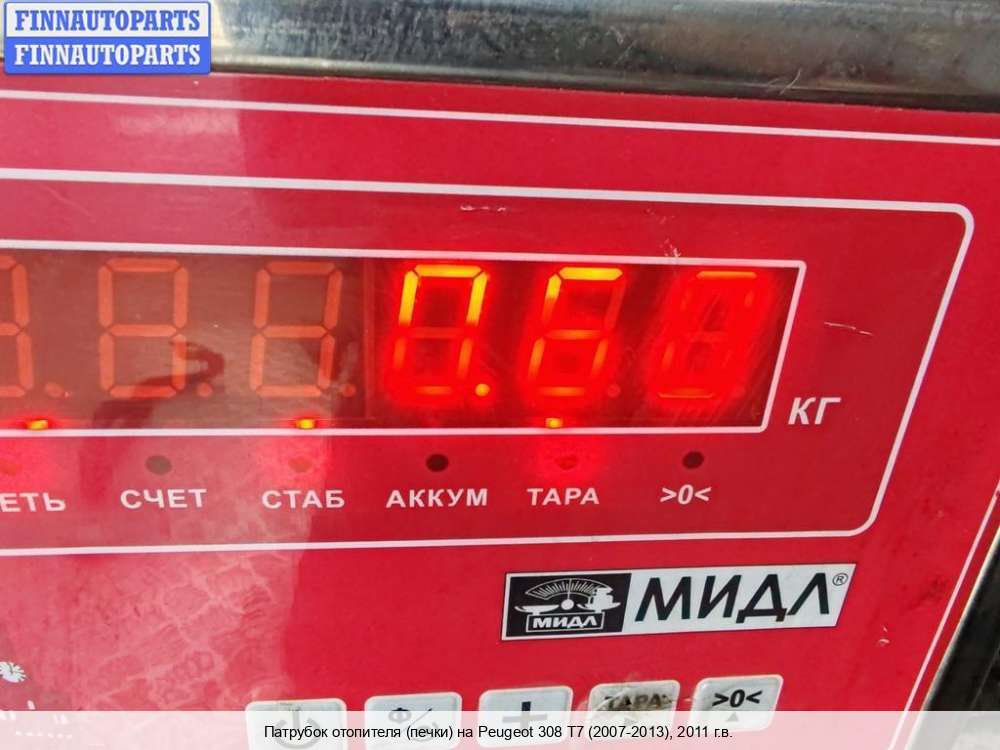 FINNAUTOPARTS
FINNAUTOPARTS
0.60
КГ
ЕТЬ СЧЕТ СТАБ АККУМ ТАРА >0<
МИДЛ МИДЛ®
ТАРА >0<
Патрубок отопителя (печки) на Peugeot 308 T7 (2007-2013), 2011 г.в.